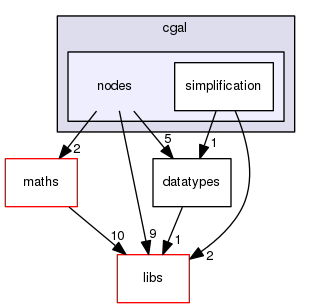 cgal
nodes
simplification
2
5
1
maths
datatypes
10
9
1
2
libs